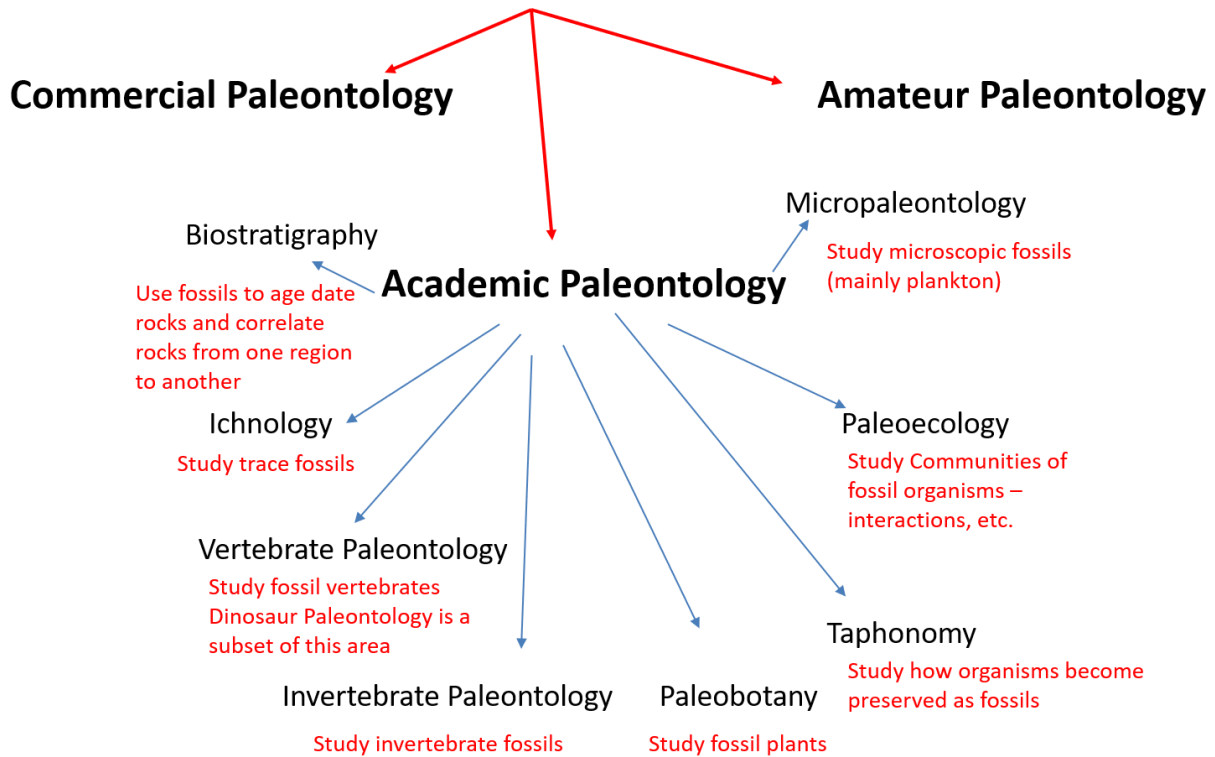 Commercial Paleontology
Amateur Paleontology
Micropaleontology
Study microscopic fossils
(mainly plankton)
Biostratigraphy
Use fossils to age date
rocks and correlate
rocks from one region
to another
Academic Paleontology
Ichnology
Study trace fossils
Paleoecology
Study Communities of
fossil organisms –
interactions, etc.
Vertebrate Paleontology
Study fossil vertebrates
Dinosaur Paleontology is a
subset of this area
Taphonomy
Study how organisms become
preserved as fossils
Invertebrate Paleontology
Study invertebrate fossils
Paleobotany
Study fossil plants